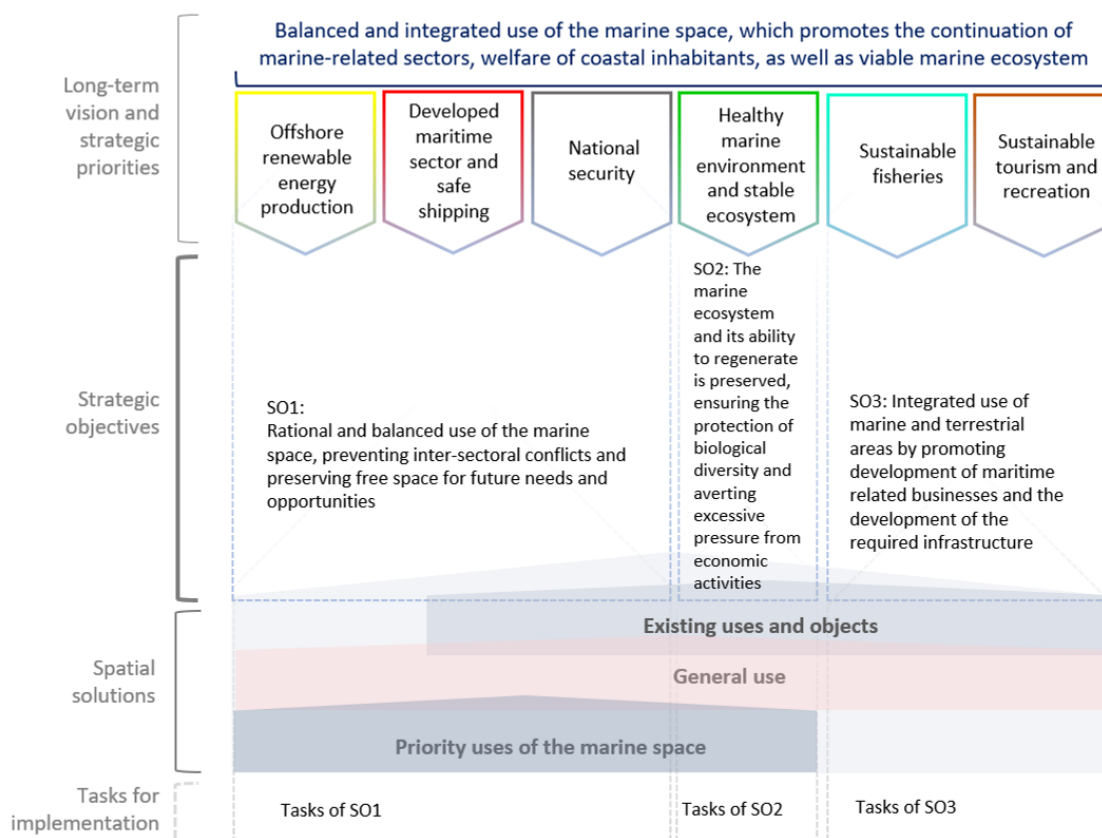 Balanced and integrated use of the marine space, which promotes the continuation of
marine-related sectors, welfare of coastal inhabitants, as well as viable marine ecosystem
Long-term
vision and
strategic
priorities
Offshore
renewable
energy
production
Developed
maritime
sector and
safe
shipping
National
security
Healthy
marine
environment
and stable
ecosystem
Sustainable
fisheries
Sustainable
tourism and
recreation
Strategic
objectives
SO1:
Rational and balanced use of the marine
space, preventing inter-sectoral conflicts and
preserving free space for future needs and
opportunities
SO2: The
marine
ecosystem
and its ability
to regenerate
is preserved,
ensuring the
protection of
biological
diversity and
averting
excessive
pressure from
economic
activities
SO3: Integrated use of
marine and terrestrial
areas by promoting
development of maritime
related businesses and the
development of the
required infrastructure
Spatial
solutions
Existing uses and objects
General use
Priority uses of the marine space
Tasks for
implementation
Tasks of SO1
Tasks of SO2
Tasks of SO3